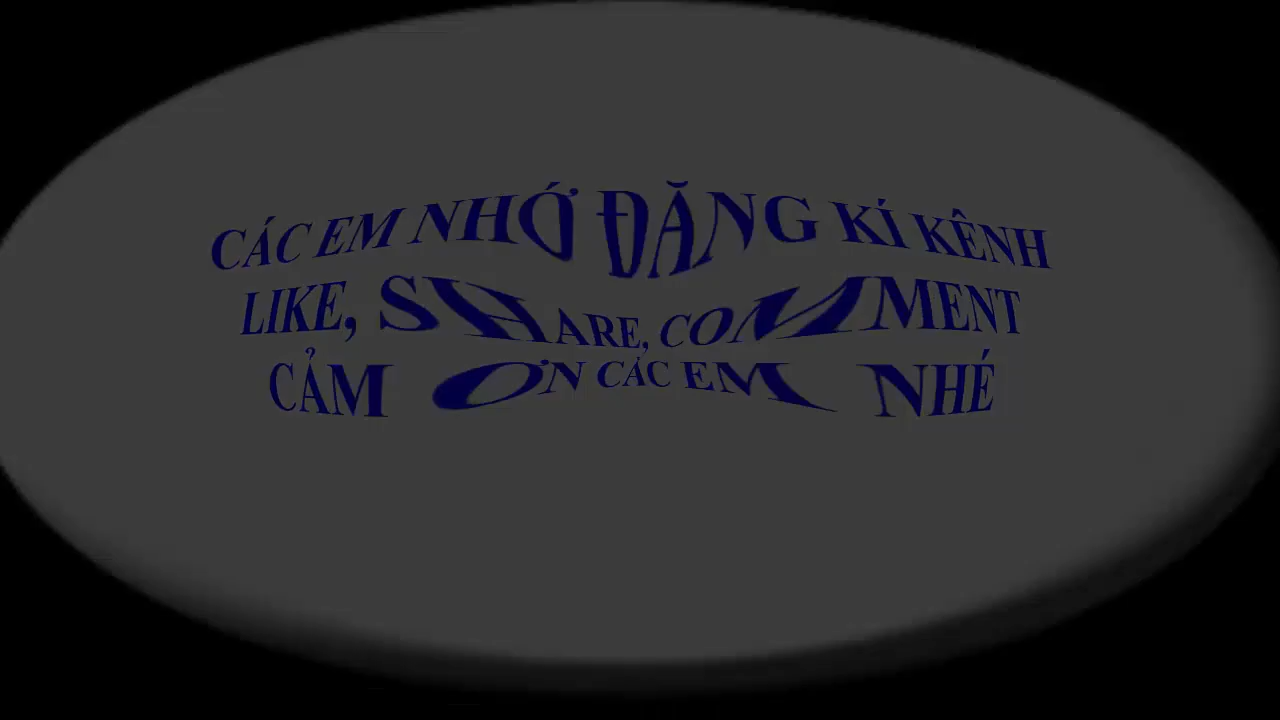 CÁC EM NHỚ ĐĂNG KÍ KÊNH
LIKE, SHARE, COMMENT
CẢM ƠN CÁC EM NHÉ